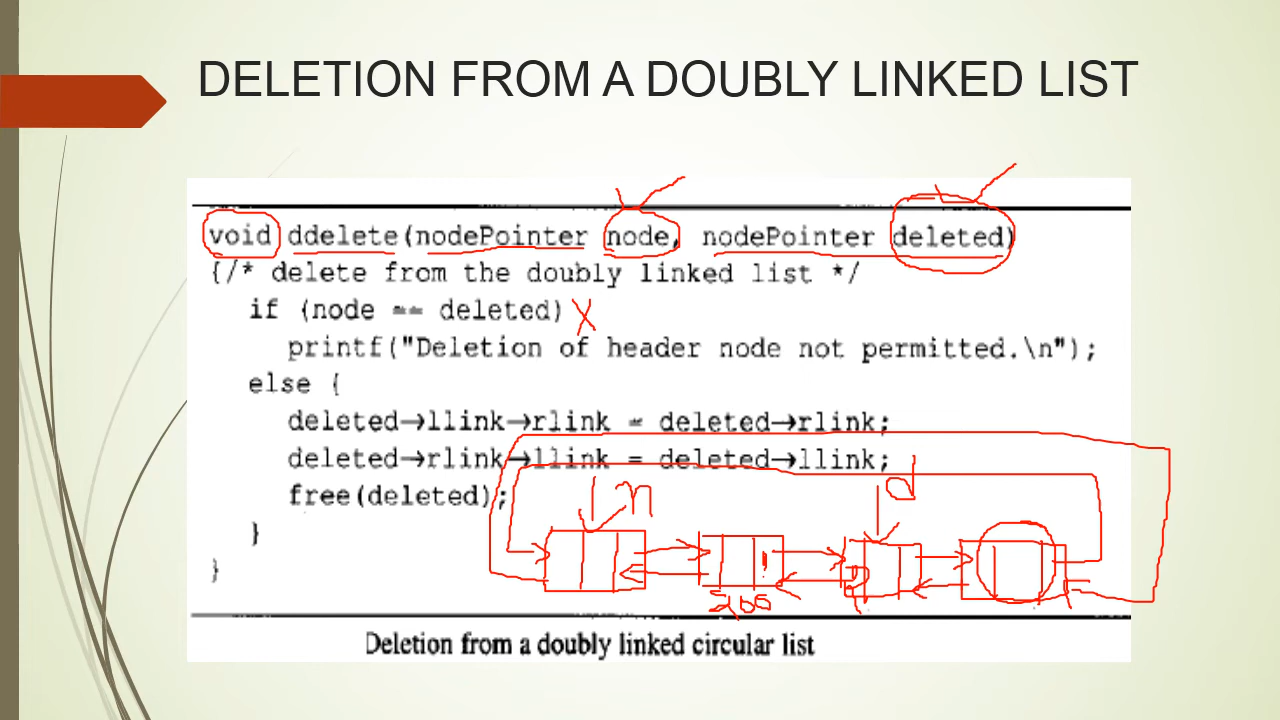 DELETION FROM A DOUBLY LINKED LIST
void ddelete(nodePointer node, nodePointer deleted)
{/* delete from the doubly linked list */
if (node == deleted) X
printf("Deletion of header node not permitted.\n");
else {
deleted→llink→rlink = deleted→rlink;
deleted→rlink→llink = deleted→llink;
free(deleted);
n d
}
}
Deletion from a doubly linked circular list